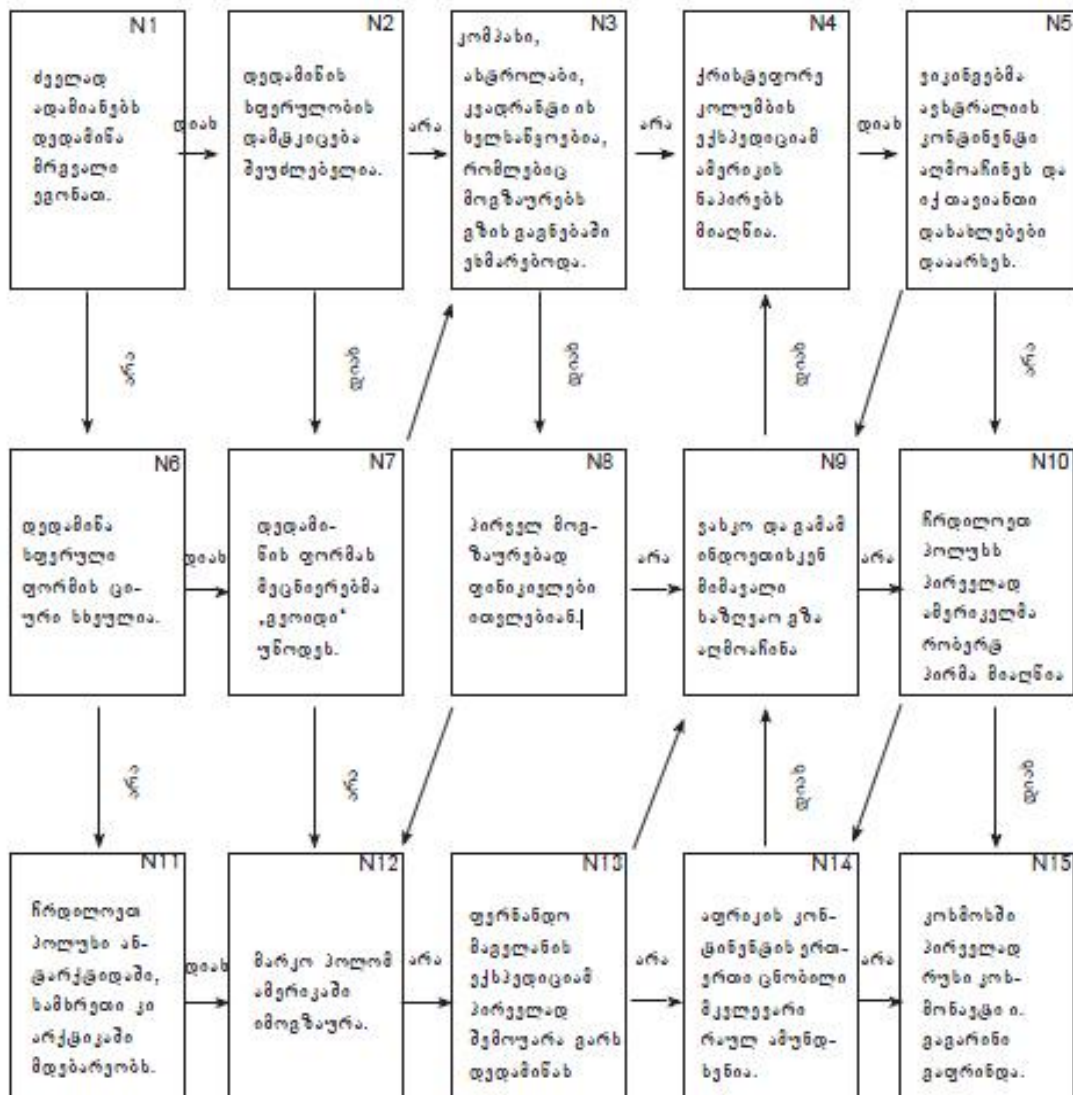 N1
ძველად
ადამიანებს
დედამიწა
მრგვალი
ეგონათ.
დიახ
N2
დედამიწის
სფერულობის
დამტკიცება
შეუძლებელია.
არა
N3
კომპასი,
ასტროლაბი,
კვადრანტი ის
ხელსაწყოებია,
რომლებიც
მოგზაურებს
გზის გაგნებაში
ეხმარებოდა.
არა
N4
ქრისტეფორე
კოლუმბის
ექსპედიციამ
ამერიკის
ნაპირებს
მიაღწია.
დიახ
N5
ვიკინგებმა
ავსტრალიის
კონტინენტი
აღმოაჩინეს და
იქ თავიანთი
დასახლებები
დააარსეს.
არა
დიახ
დიახ
დიახ
არა
N6
დედამიწა
სფერული
ფორმის ცი-
ური სხეულია.
დიახ
N7
დედამი-
წის ფორმას
მეცნიერებმა
„გეოიდი“
უწოდეს.
N8
პირველ მოგ-
ზაურებად
ფინიკიელები
ითვლებიან.
არა
N9
ვასკო და გამამ
ინდოეთისკენ
მიმავალი
საზღვაო გზა
აღმოაჩინა
არა
N10
ჩრდილოეთ
პოლუსს
პირველად
ამერიკელმა
რობერტ
პირმა მიაღწია
არა
არა
დიახ
დიახ
N11
ჩრდილოეთ
პოლუსი ან-
ტარქტიდაში,
სამხრეთი კი
არქტიკაში
მდებარეობს.
დიახ
N12
მარკო პოლომ
ამერიკაში
იმოგზაურა.
არა
N13
ფერნანდო
მაგელანის
ექსპედიციამ
პირველად
შემოუარა გარს
დედამიწას
არა
N14
აფრიკის კონ-
ტინენტის ერთ-
ერთი ცნობილი
მკვლევარი
რაულ ამუნდ-
სენია.
არა
N15
კოსმოსში
პირველად
რუსი კოს-
მონავტი ი.
გაგარინი
გაფრინდა.